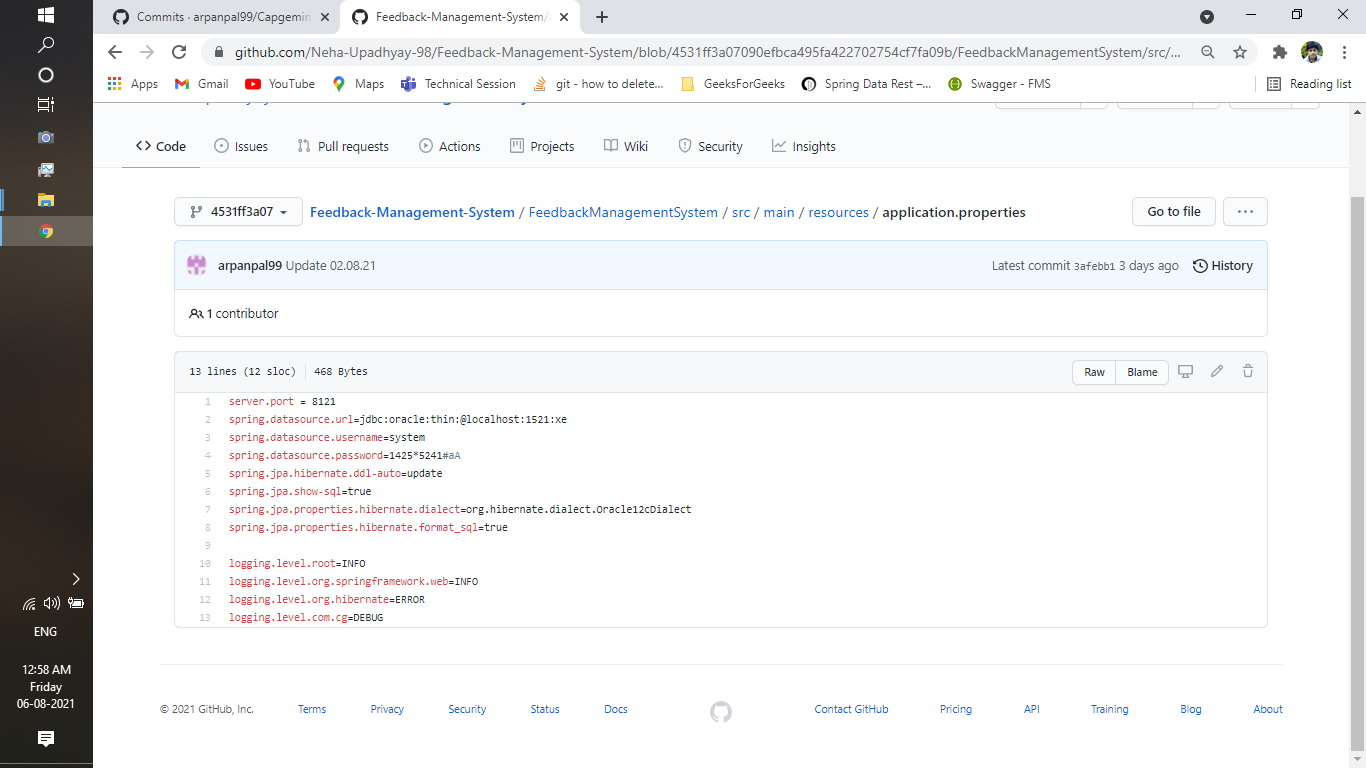 Commits · arpanpal99/Capgemin
Feedback-Management-System/
github.com/Neha-Upadhyay-98/Feedback-Management-System/blob/4531ff3a07090efbca495fa422702754cf7fa09b/FeedbackManagementSystem/src/...
Apps Gmail YouTube Maps Technical Session git - how to delete... GeeksForGeeks Spring Data Rest –... Swagger - FMS Reading list
Code Issues Pull requests Actions Projects Wiki Security Insights
4531ff3a07 Feedback-Management-System / FeedbackManagementSystem / src / main / resources / application.properties Go to file ...
arpanpal99 Update 02.08.21 Latest commit 3afebb1 3 days ago History
1 contributor
13 lines (12 sloc) 468 Bytes Raw Blame
1 server.port = 8121
2 spring.datasource.url=jdbc:oracle:thin:@localhost:1521:xe
3 spring.datasource.username=system
4 spring.datasource.password=1425*5241#aA
5 spring.jpa.hibernate.ddl-auto=update
6 spring.jpa.show-sql=true
7 spring.jpa.properties.hibernate.dialect=org.hibernate.dialect.Oracle12cDialect
8 spring.jpa.properties.hibernate.format_sql=true
9
10 logging.level.root=INFO
11 logging.level.org.springframework.web=INFO
12 logging.level.org.hibernate=ERROR
13 logging.level.com.cg=DEBUG
© 2021 GitHub, Inc. Terms Privacy Security Status Docs Contact GitHub Pricing API Training Blog About
ENG
12:58 AM
Friday
06-08-2021